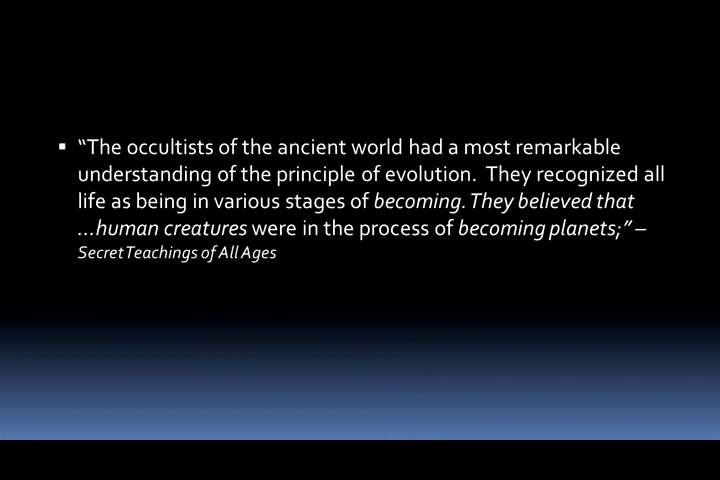 ▪ “The occultists of the ancient world had a most remarkable
understanding of the principle of evolution.  They recognized all
life as being in various stages of becoming. They believed that
…human creatures were in the process of becoming planets;” –
Secret Teachings of All Ages